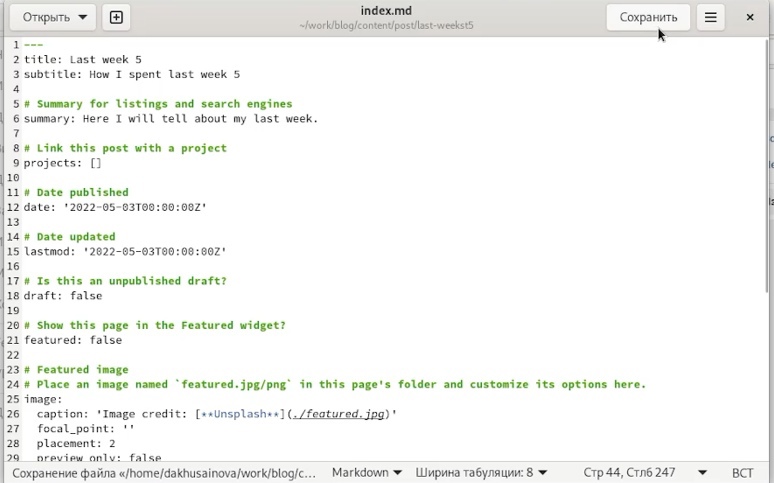 Открыть
index.md
~/work/blog/content/post/last-weekst5
Сохранить
1 ---
2 title: Last week 5
3 subtitle: How I spent last week 5
4
5 # Summary for listings and search engines
6 summary: Here I will tell about my last week.
7
8 # Link this post with a project
9 projects: []
10
11 # Date published
12 date: '2022-05-03T00:00:00Z'
13
14 # Date updated
15 lastmod: '2022-05-03T00:00:00Z'
16
17 # Is this an unpublished draft?
18 draft: false
19
20 # Show this page in the Featured widget?
21 featured: false
22
23 # Featured image
24 # Place an image named `featured.jpg/png` in this page's folder and customize its options here.
25 image:
26 caption: 'Image credit: [**Unsplash**](./featured.jpg)'
27 focal_point: ''
28 placement: 2
29 preview_only: false
Сохранение файла «/home/dakhusainova/work/blog/c... Markdown Ширина табуляции: 8 Стр 44, Стлб 247 ВСТ